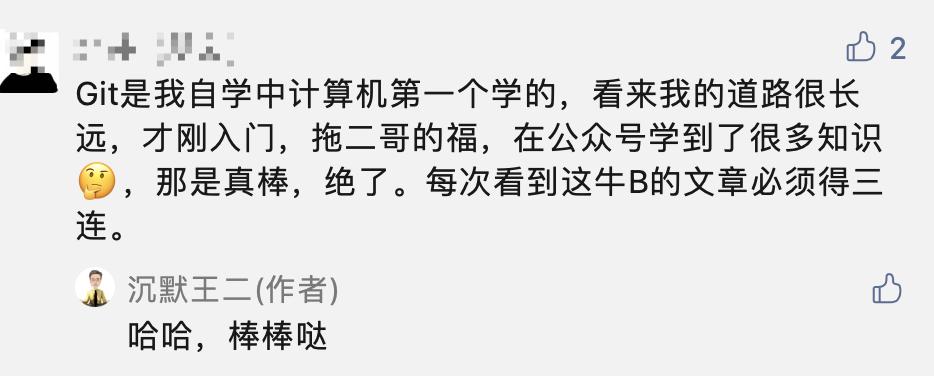 2
Git是我自学中计算机第一个学的，看来我的道路很长
远，才刚入门，拖二哥的福，在公众号学到了很多知识
🤔，那是真棒，绝了。每次看到这牛B的文章必须得三
连。
沉默王二(作者)
哈哈，棒棒哒